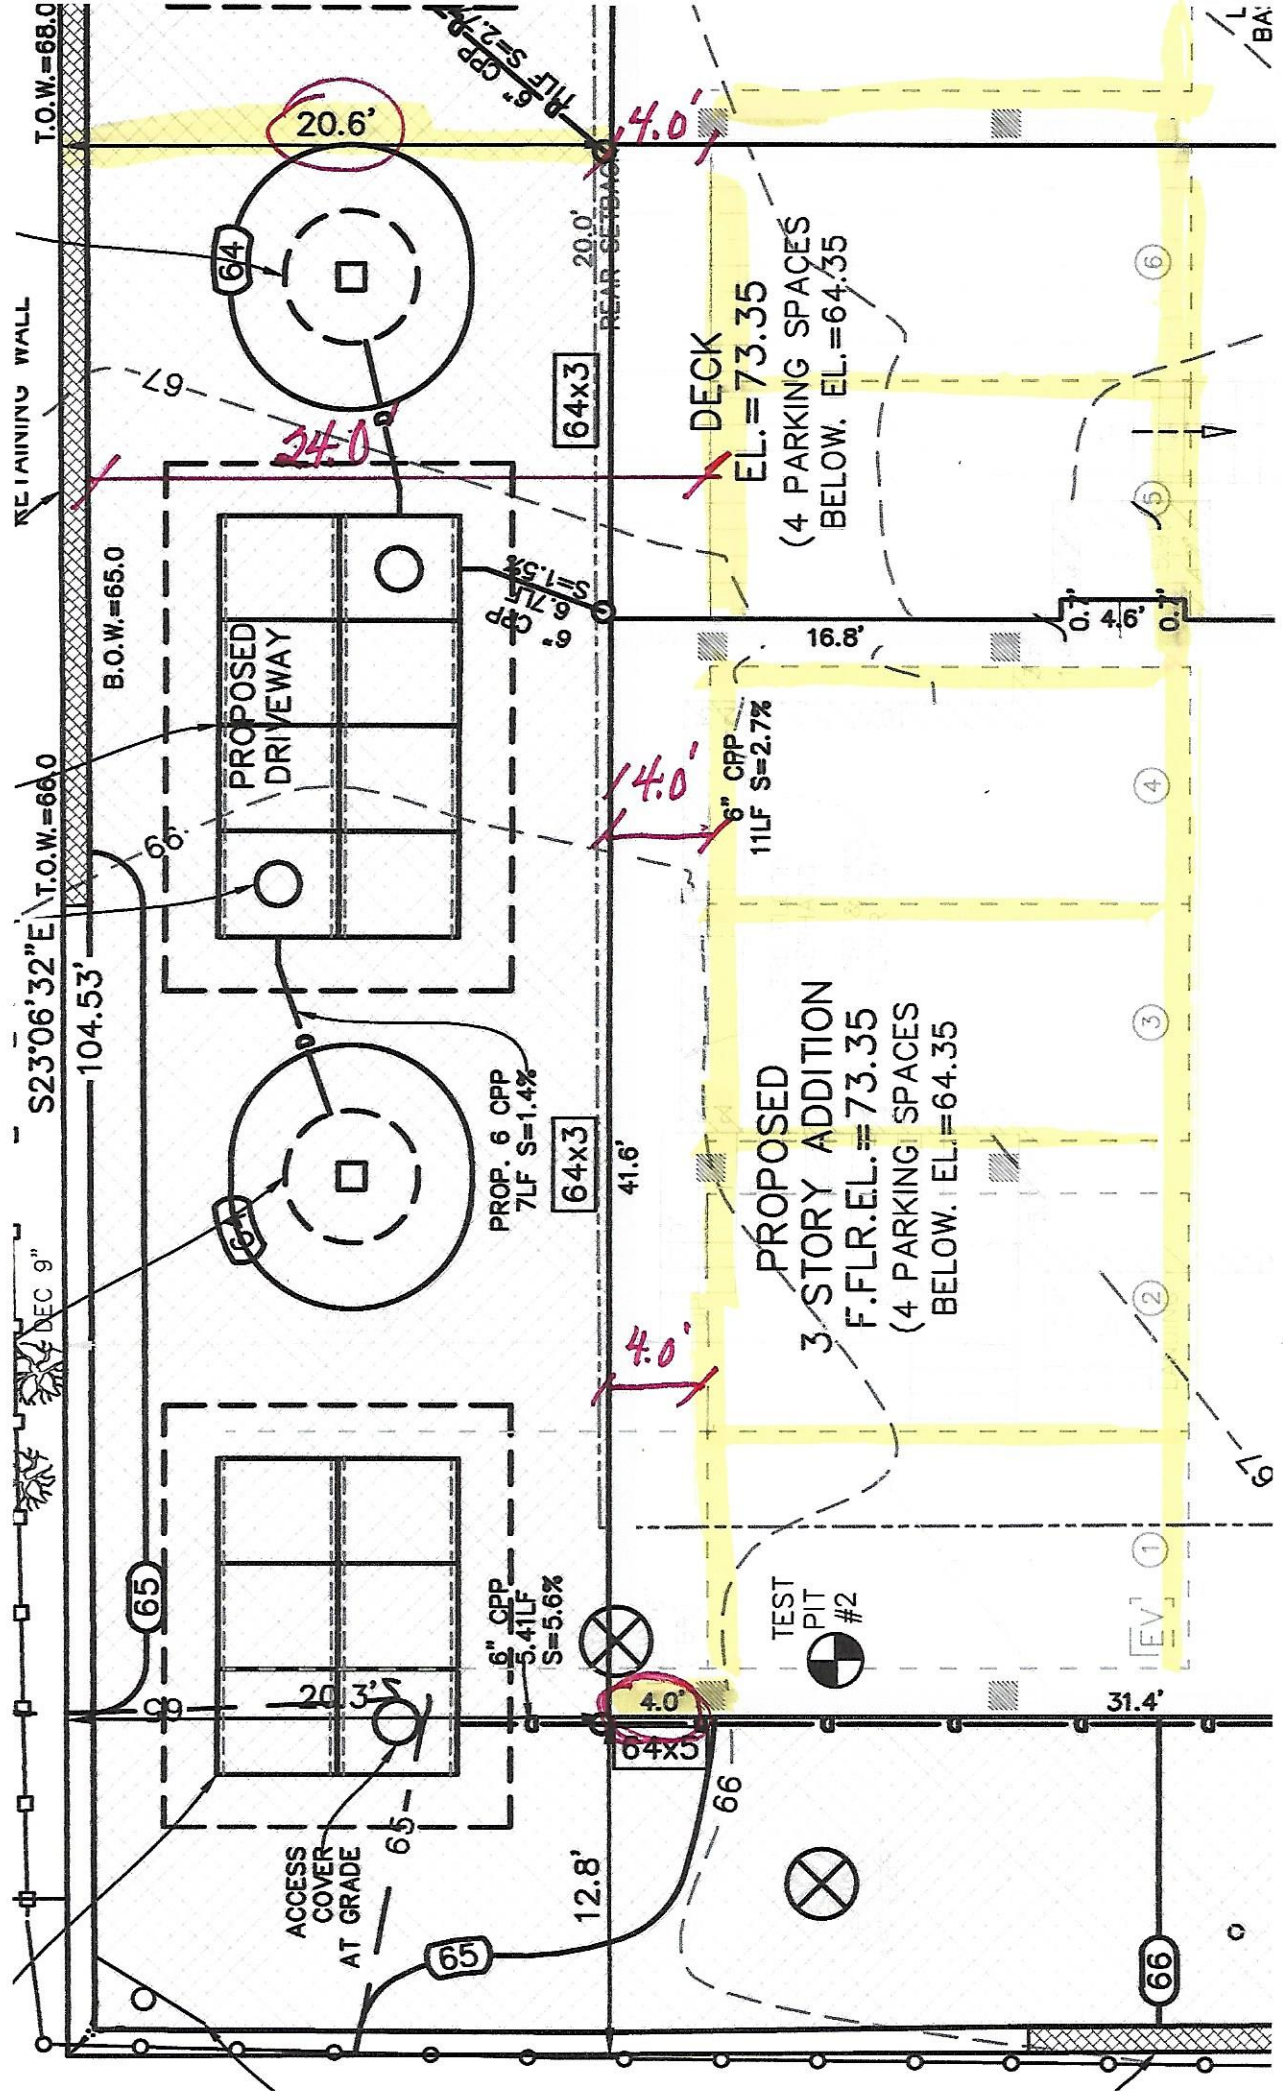 T.O.W.=68.0
20.6'
6" CPP
11LF S=2.7%
4.0'
L
BA
64
20.0'
REAR SETBACK
RETAINING WALL
67
24.0
64x3
DECK
EL.=73.35
(4 PARKING SPACES
BELOW. EL.=64.35
6
5
B.O.W.=65.0
6" CPP
6.7LF
S=1.5%
16.8'
0.7'
4.6'
0.7'
PROPOSED
DRIVEWAY
T.O.W.=66.0
66
4.0'
6" CPP
11LF S=2.7%
4
S23°06'32"E
104.53'
3
PROP. 6 CPP
7LF S=1.4%
64x3
41.6'
PROPOSED
3 STORY ADDITION
F.FLR.EL.=73.35
(4 PARKING SPACES
BELOW. EL.=64.35
DEC 9"
64
2
4.0'
67
65
6" CPP
5.41LF
S=5.6%
TEST
PIT
#2
1
EV
66
20.3'
4.0'
31.4'
64x5
66
65
ACCESS
COVER
AT GRADE
12.8'
65
66